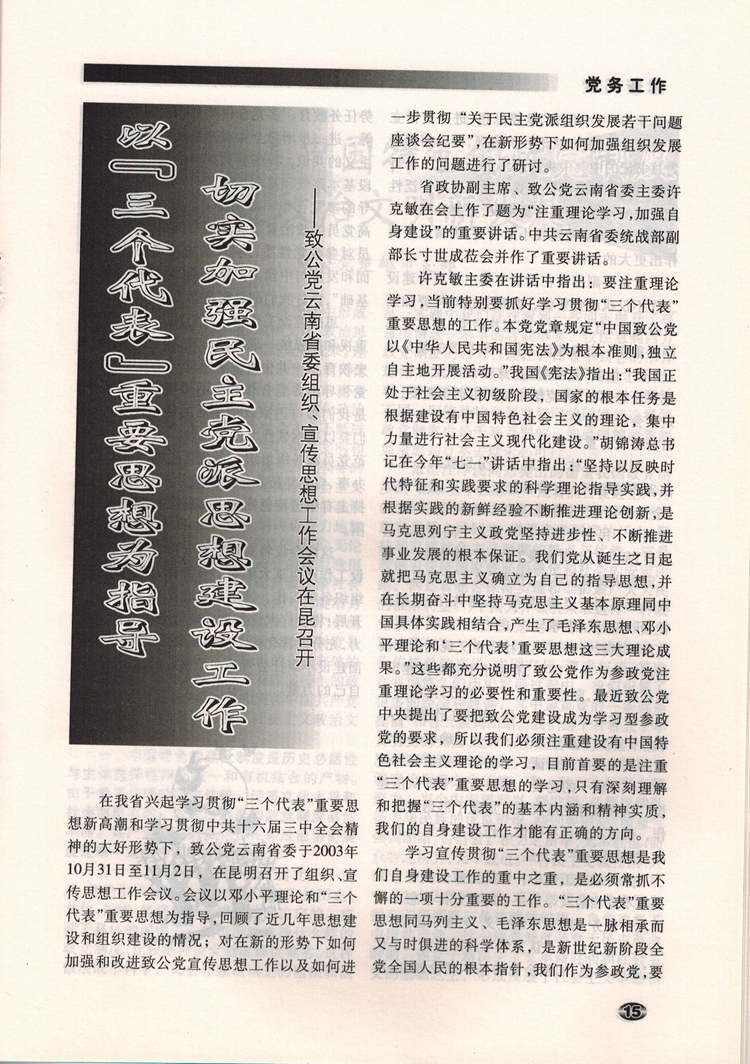 党务工作
以『三个代表』重要思想为指导
切实加强民主党派思想建设工作
——致公党云南省委组织、宣传思想工作会议在昆召开
在我省兴起学习贯彻“三个代表”重要思
想新高潮和学习贯彻中共十六届三中全会精
神的大好形势下，致公党云南省委于2003年
10月31日至11月2日，在昆明召开了组织、宣
传思想工作会议。会议以邓小平理论和“三个
代表”重要思想为指导，回顾了近几年思想建
设和组织建设的情况；对在新的形势下如何
加强和改进致公党宣传思想工作以及如何进
一步贯彻“关于民主党派组织发展若干问题
座谈会纪要”，在新形势下如何加强组织发展
工作的问题进行了研讨。
省政协副主席、致公党云南省委主委许
克敏在会上作了题为“注重理论学习，加强自
身建设”的重要讲话。中共云南省委统战部副
部长寸世成莅会并作了重要讲话。
许克敏主委在讲话中指出：要注重理论
学习，当前特别要抓好学习贯彻“三个代表”
重要思想的工作。本党党章规定“中国致公党
以《中华人民共和国宪法》为根本准则，独立
自主地开展活动。”我国《宪法》指出：“我国正
处于社会主义初级阶段，国家的根本任务是
根据建设有中国特色社会主义的理论，集中
力量进行社会主义现代化建设。”胡锦涛总书
记在今年“七一”讲话中指出：“坚持以反映时
代特征和实践要求的科学理论指导实践，并
根据实践的新鲜经验不断推进理论创新，是
马克思列宁主义政党坚持进步性、不断推进
事业发展的根本保证。我们党从诞生之日起
就把马克思主义确立为自己的指导思想，并
在长期奋斗中坚持马克思主义基本原理同中
国具体实践相结合，产生了毛泽东思想、邓小
平理论和‘三个代表’重要思想这三大理论成
果。”这些都充分说明了致公党作为参政党注
重理论学习的必要性和重要性。最近致公党
中央提出了要把致公党建设成为学习型参政
党的要求，所以我们必须注重建设有中国特
色社会主义理论的学习，目前首要的是注重
“三个代表”重要思想的学习，只有深刻理解
和把握“三个代表”的基本内涵和精神实质，
我们的自身建设工作才能有正确的方向。
学习宣传贯彻“三个代表”重要思想是我
们自身建设工作的重中之重，是必须常抓不
懈的一项十分重要的工作。“三个代表”重要
思想同马列主义、毛泽东思想是一脉相承而
又与时俱进的科学体系，是新世纪新阶段全
党全国人民的根本指针，我们作为参政党，要
15